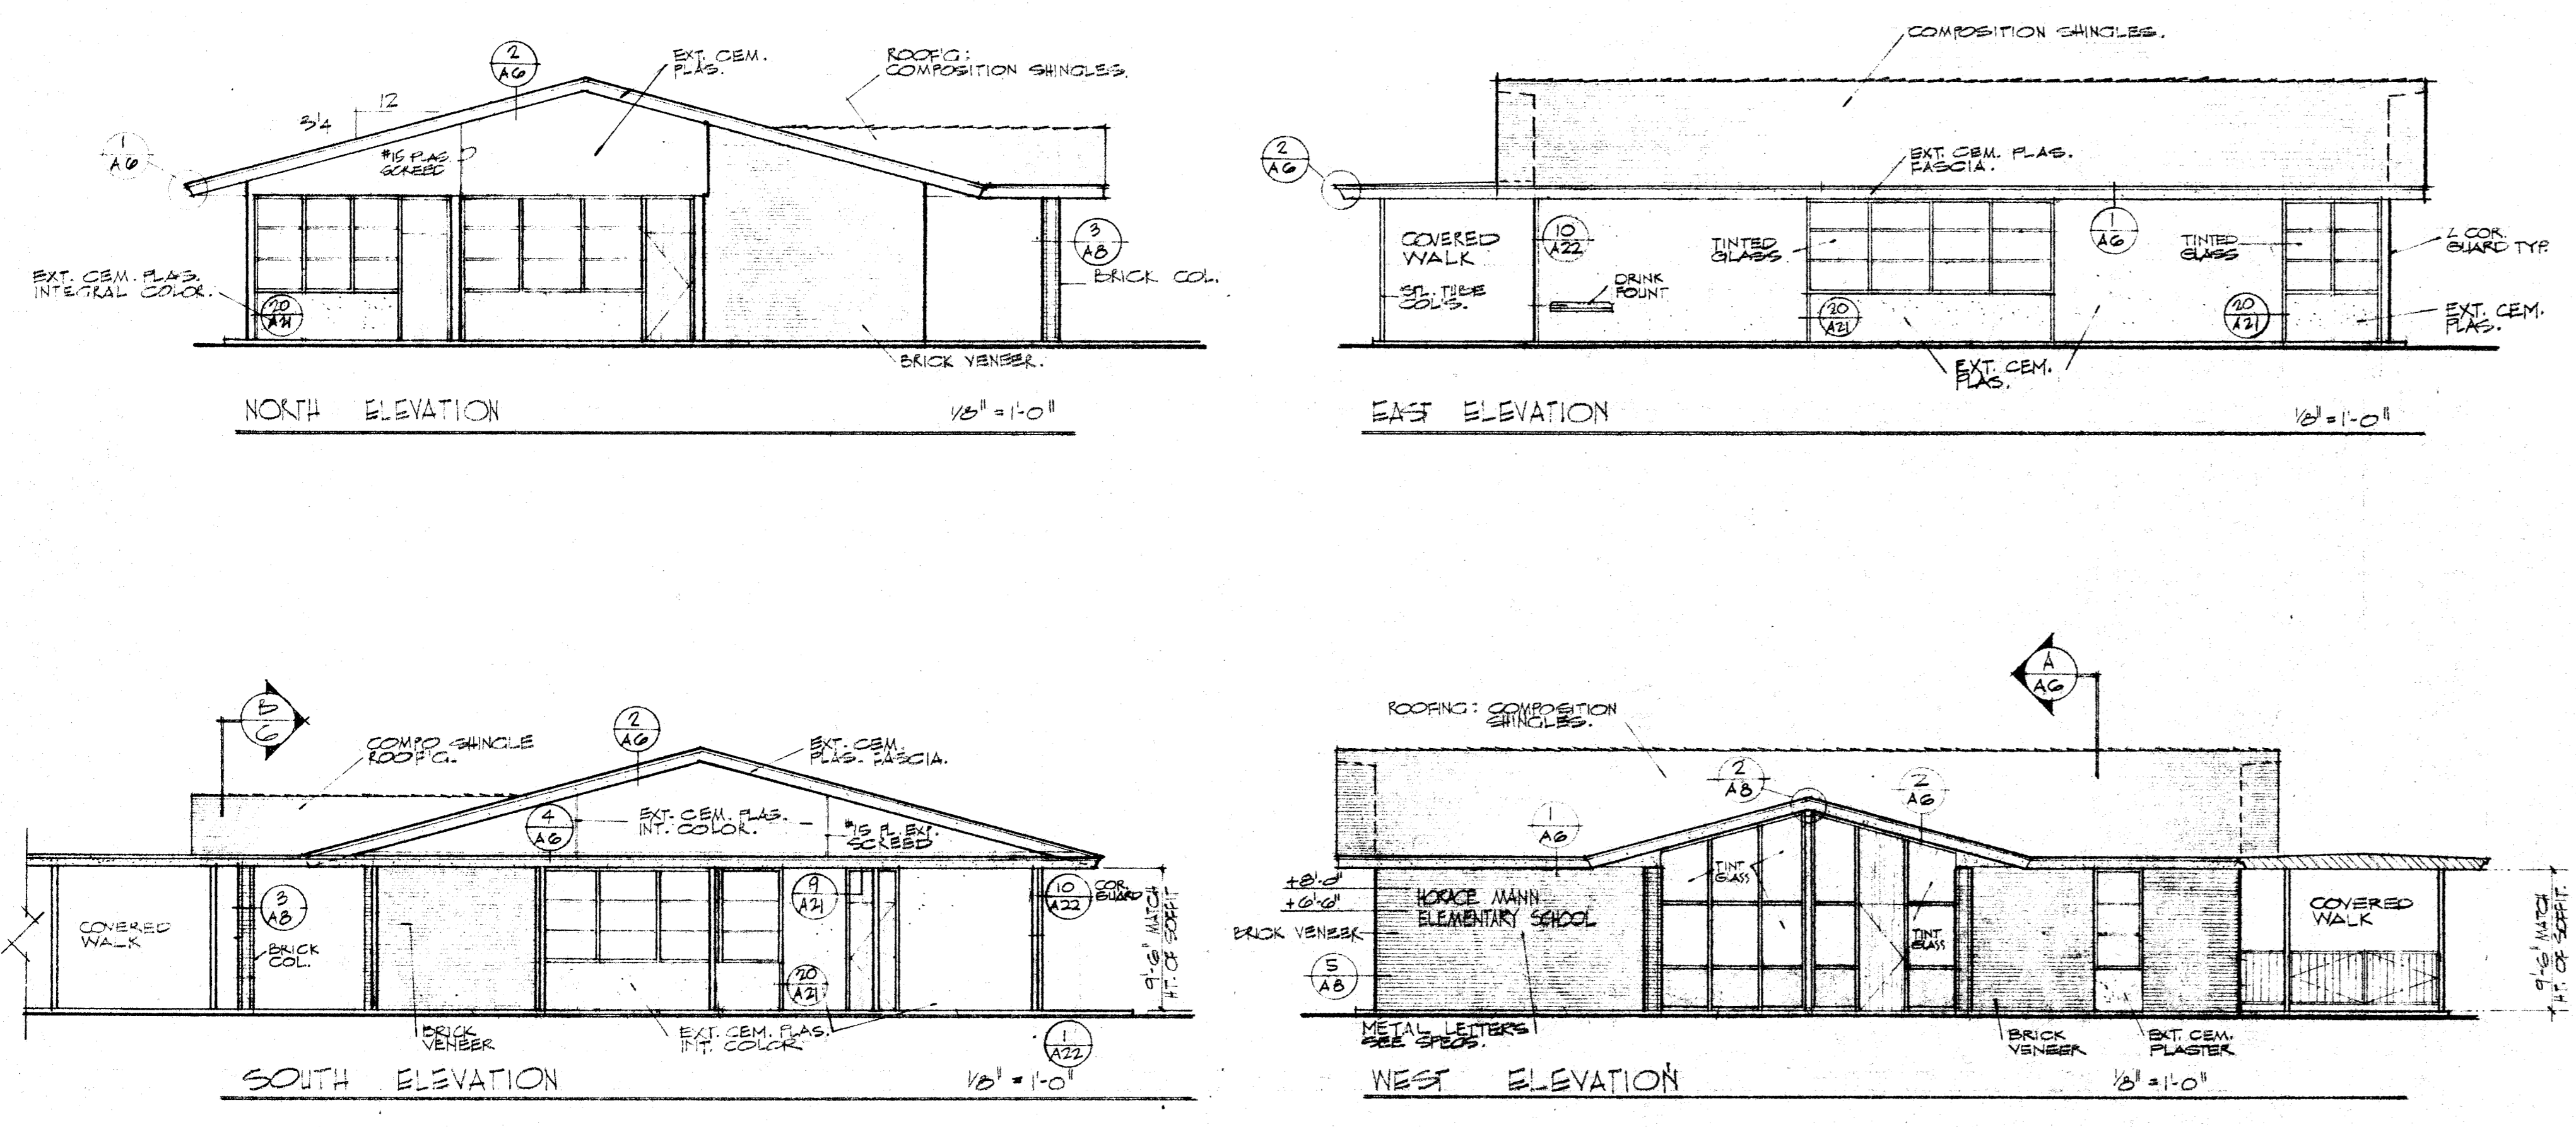 2
A6
EXT. CEM.
PLAS.
ROOF'G:
COMPOSITION SHINGLES.
12
3¼
1
A6
#15 PLAS.
SCREED
3
A8
BRICK COL.
EXT. CEM. PLAS.
INTEGRAL COLOR.
20
A21
BRICK VENEER.
NORTH ELEVATION
1/8" = 1'-0"
COMPOSITION SHINGLES.
2
A6
EXT. CEM. PLAS.
FASCIA.
COVERED
WALK
10
A22
TINTED
GLASS
1
A6
TINTED
GLASS
L COR.
GUARD TYP.
STL. TUBE
COL'S.
DRINK
FOUNT
20
A21
20
A21
EXT. CEM.
PLAS.
EXT. CEM.
PLAS.
EAST ELEVATION
1/8" = 1'-0"
B
6
COMPO SHINGLE
ROOF'G.
2
A6
EXT. CEM.
PLAS. FASCIA.
4
A6
EXT. CEM. PLAS.
INT. COLOR.
#15 PL. EXP.
SCREED
COVERED
WALK
3
A8
BRICK
COL.
9
A21
10
A22
COR.
GUARD
9'-6" MATCH
HT. OF SOFFIT.
20
A21
BRICK
VENEER
EXT. CEM. PLAS.
INT. COLOR
1
A22
SOUTH ELEVATION
1/8" = 1'-0"
A
A6
ROOFING: COMPOSITION
SHINGLES.
2
A8
2
A6
1
A6
TINT
GLASS
+8'-0"
+6'-6"
HORACE MANN
ELEMENTARY SCHOOL
BRICK VENEER
TINT
GLASS
COVERED
WALK
5
A8
9'-6" MATCH
HT. OF SOFFIT.
METAL LETTERS
SEE SPECS.
BRICK
VENEER
EXT. CEM.
PLASTER
WEST ELEVATION
1/8" = 1'-0"